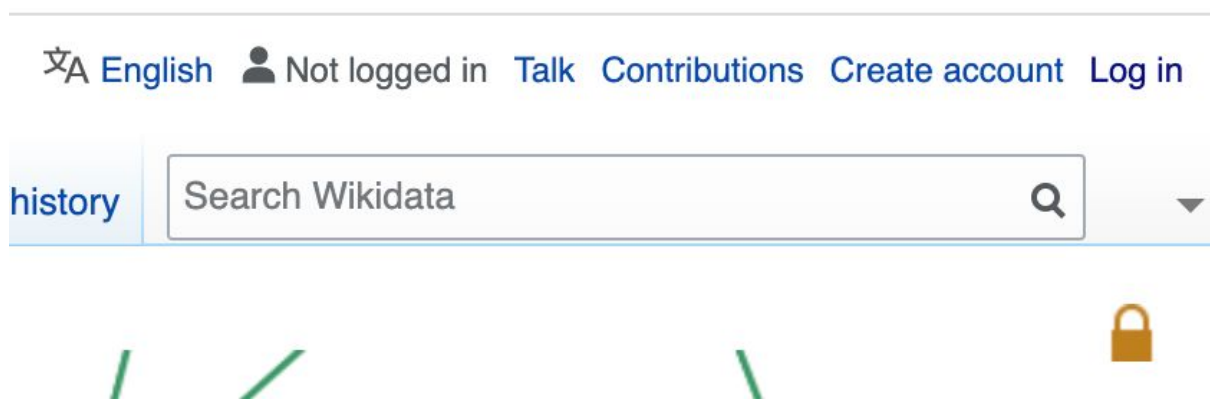 English Not logged in Talk Contributions Create account Log in
history Search Wikidata